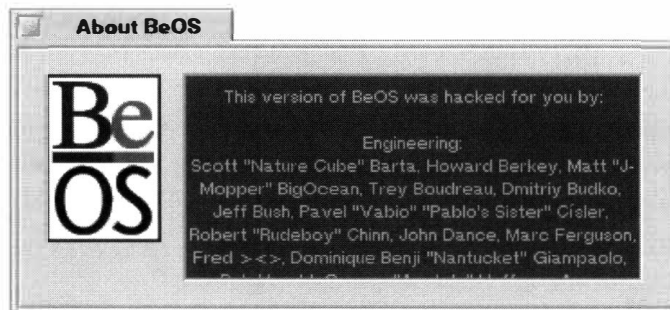 About BeOS
Be
OS
This version of BeOS was hacked for you by:
Engineering:
Scott "Nature Cube" Barta, Howard Berkey, Matt "J-
Mopper" BigOcean, Trey Boudreau, Dmitriy Budko,
Jeff Bush, Pavel "Vabio" "Pablo's Sister" Císler,
Robert "Rudeboy" Chinn, John Dance, Marc Ferguson,
Fred ><>, Dominique Benji "Nantucket" Giampaolo,